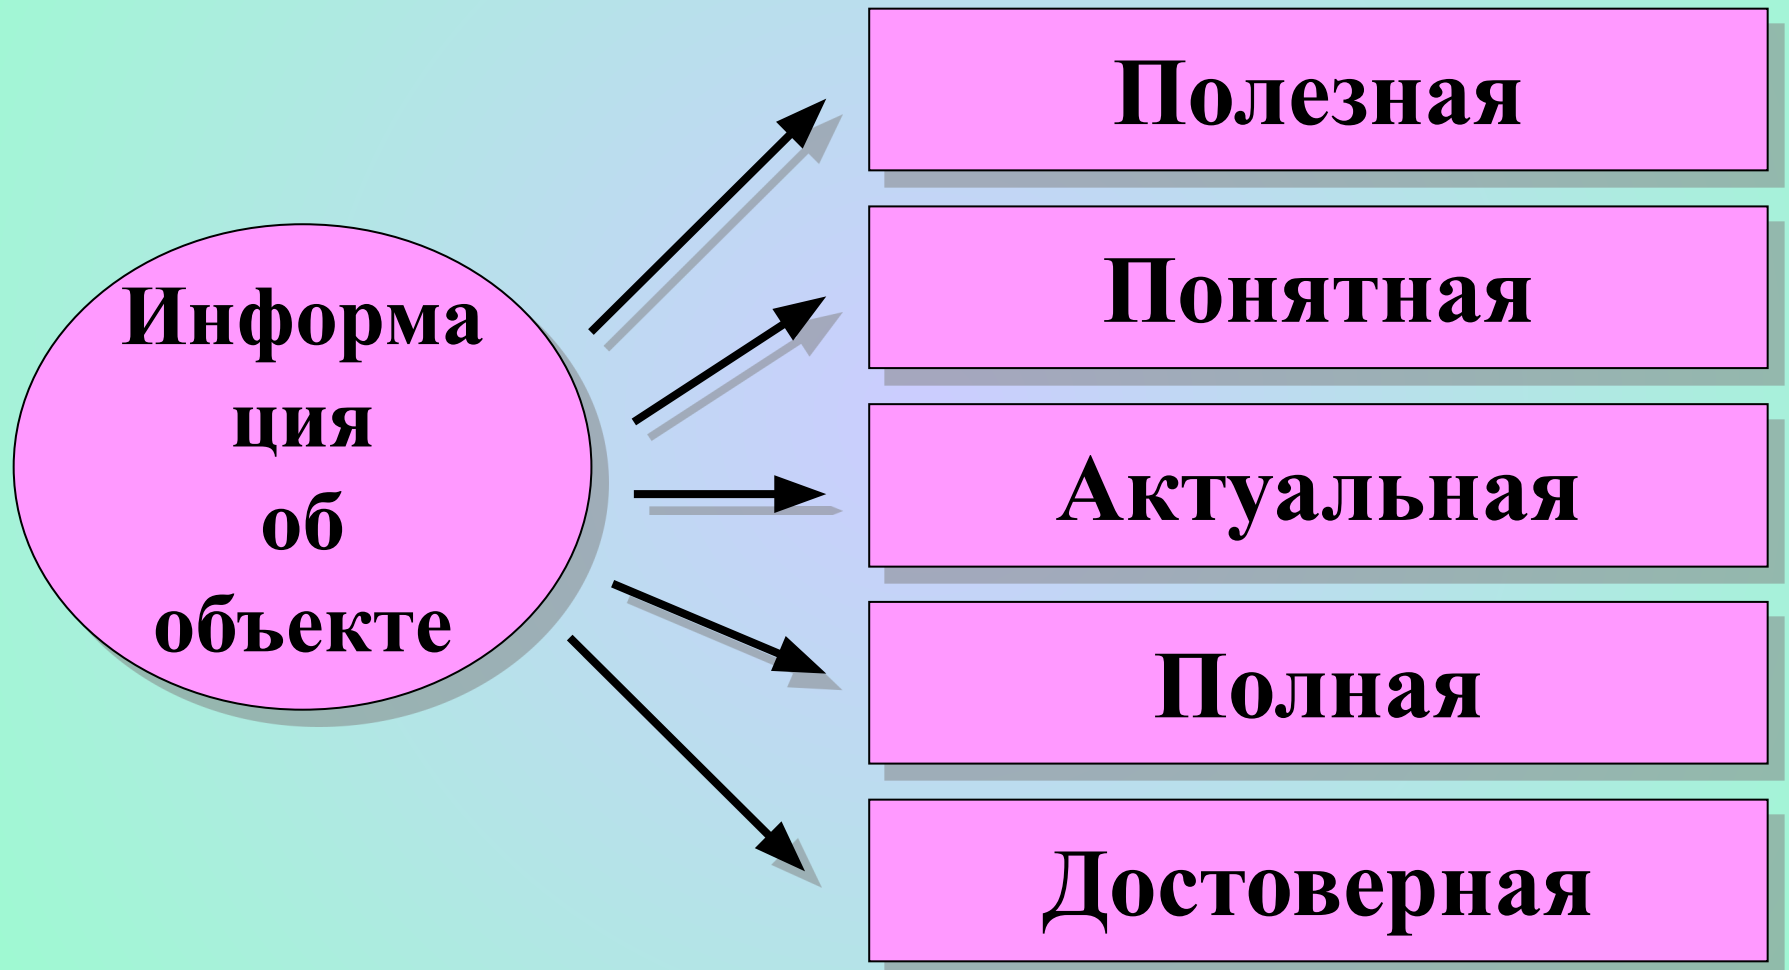 Информа
ция
об
объекте
Полезная
Понятная
Актуальная
Полная
Достоверная